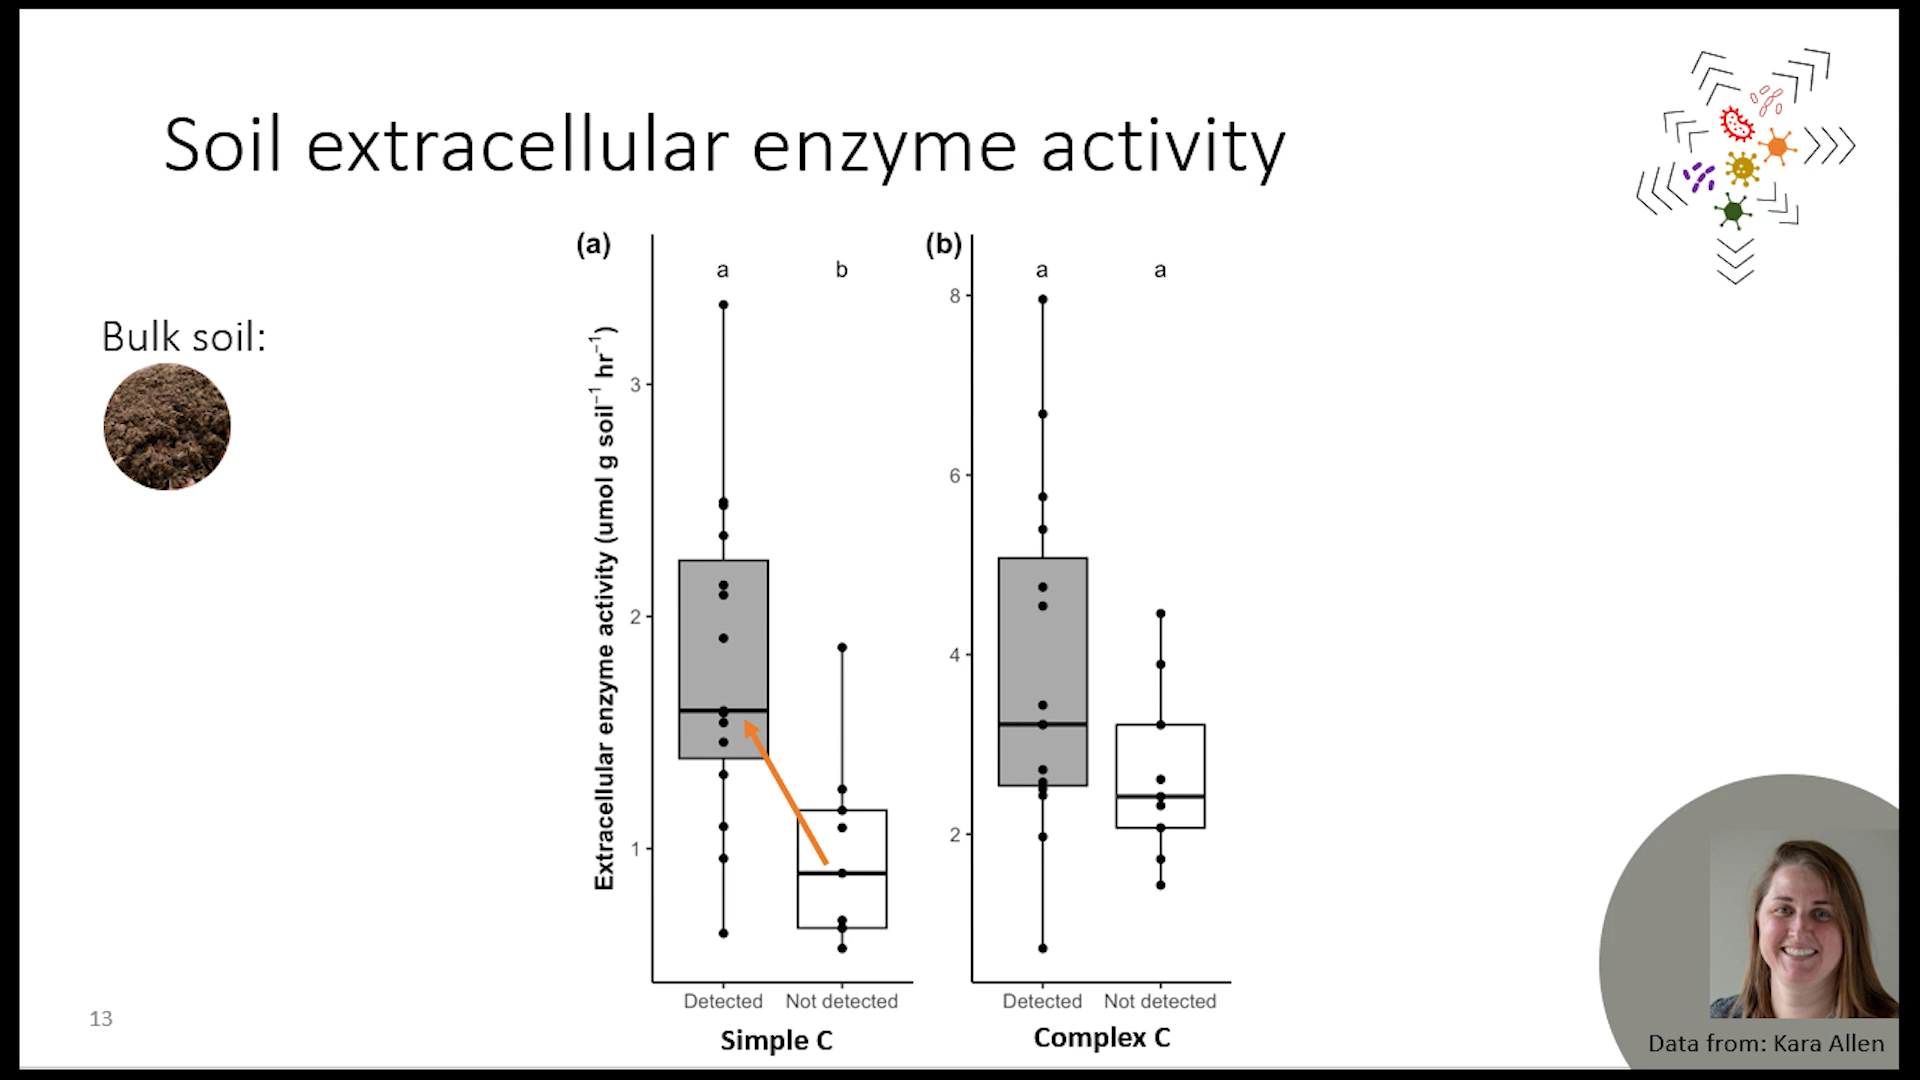 Soil extracellular enzyme activity
Bulk soil:
(a)
a
b
Extracellular enzyme activity (umol g soil⁻¹ hr⁻¹)
3
2
1
Detected
Not detected
Simple C
(b)
a
a
8
6
4
2
Detected
Not detected
Complex C
13
Data from: Kara Allen